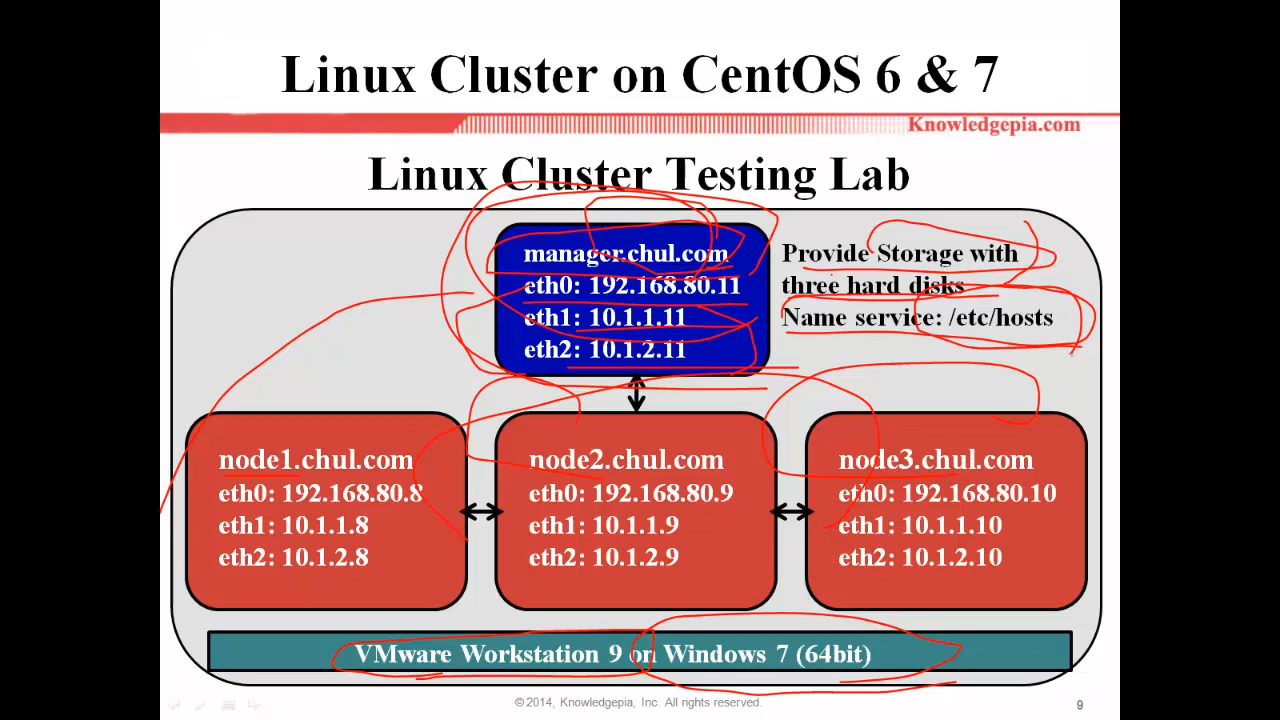 Linux Cluster on CentOS 6 & 7
Knowledgepia.com
Linux Cluster Testing Lab
manager.chul.com
eth0: 192.168.80.11
eth1: 10.1.1.11
eth2: 10.1.2.11
Provide Storage with
three hard disks
Name service: /etc/hosts
node1.chul.com
eth0: 192.168.80.8
eth1: 10.1.1.8
eth2: 10.1.2.8
node2.chul.com
eth0: 192.168.80.9
eth1: 10.1.1.9
eth2: 10.1.2.9
node3.chul.com
eth0: 192.168.80.10
eth1: 10.1.1.10
eth2: 10.1.2.10
VMware Workstation 9 on Windows 7 (64bit)
© 2014, Knowledgepia, Inc. All rights reserved.
9